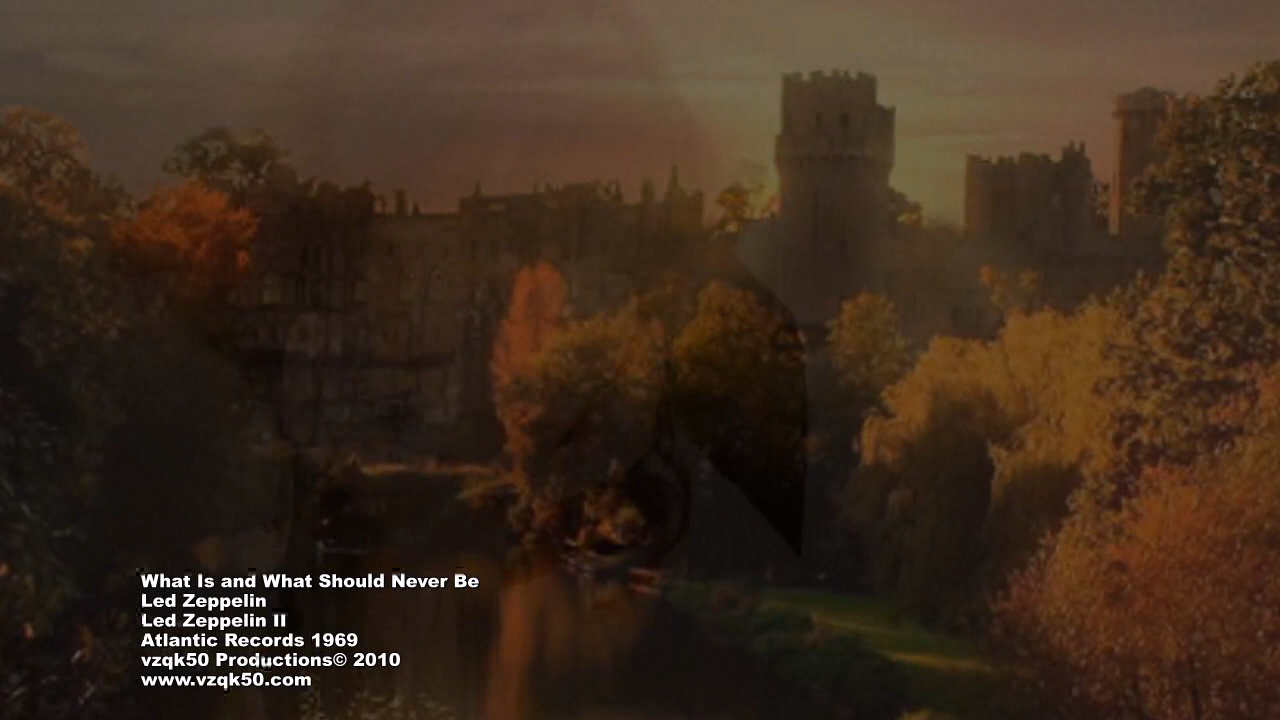 What Is and What Should Never Be
Led Zeppelin
Led Zeppelin II
Atlantic Records 1969
vzqk50 Productions© 2010
www.vzqk50.com